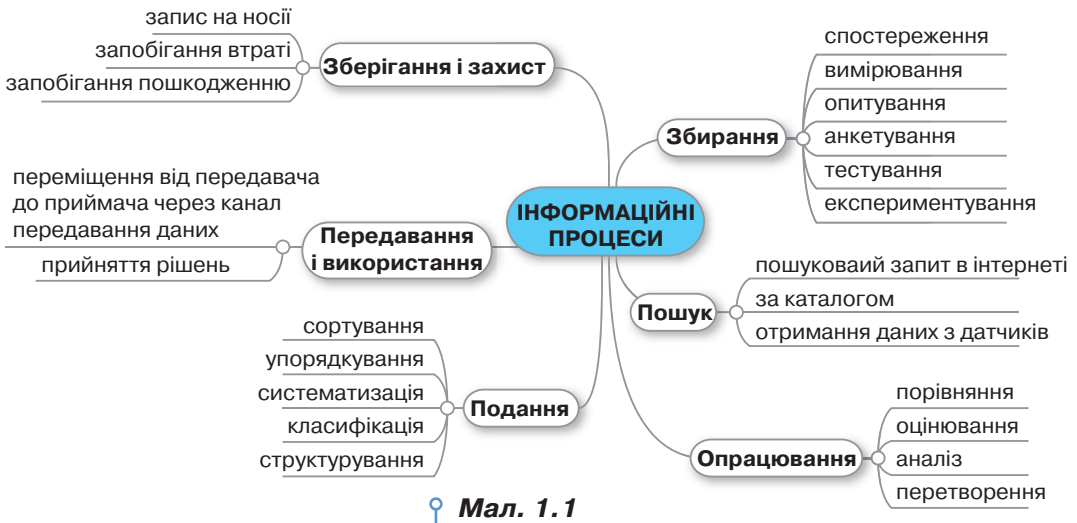 запис на носії
запобігання втраті
запобігання пошкодженню
Зберігання і захист
переміщення від передавача
до приймача через канал
передавання даних
прийняття рішень
Передавання
і використання
сортування
упорядкування
систематизація
класифікація
структурування
Подання
ІНФОРМАЦІЙНІ
ПРОЦЕСИ
Збирання
спостереження
вимірювання
опитування
анкетування
тестування
експериментування
Пошук
пошуковаий запит в інтернеті
за каталогом
отримання даних з датчиків
Опрацювання
порівняння
оцінювання
аналіз
перетворення
Мал. 1.1